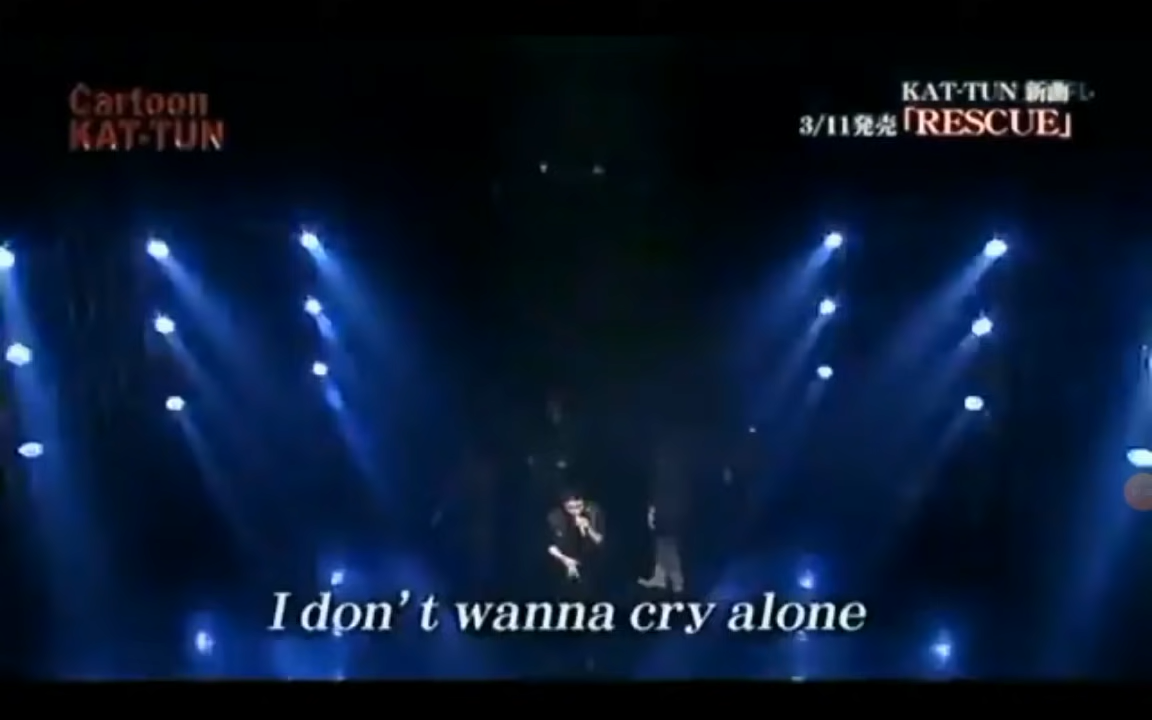 Cartoon
KAT-TUN
KAT-TUN 新曲
3/11発売「RESCUE」
I don't wanna cry alone